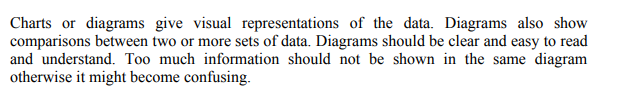 Charts or diagrams give visual representations of the data. Diagrams also show
comparisons between two or more sets of data. Diagrams should be clear and easy to read
and understand. Too much information should not be shown in the same diagram
otherwise it might become confusing.